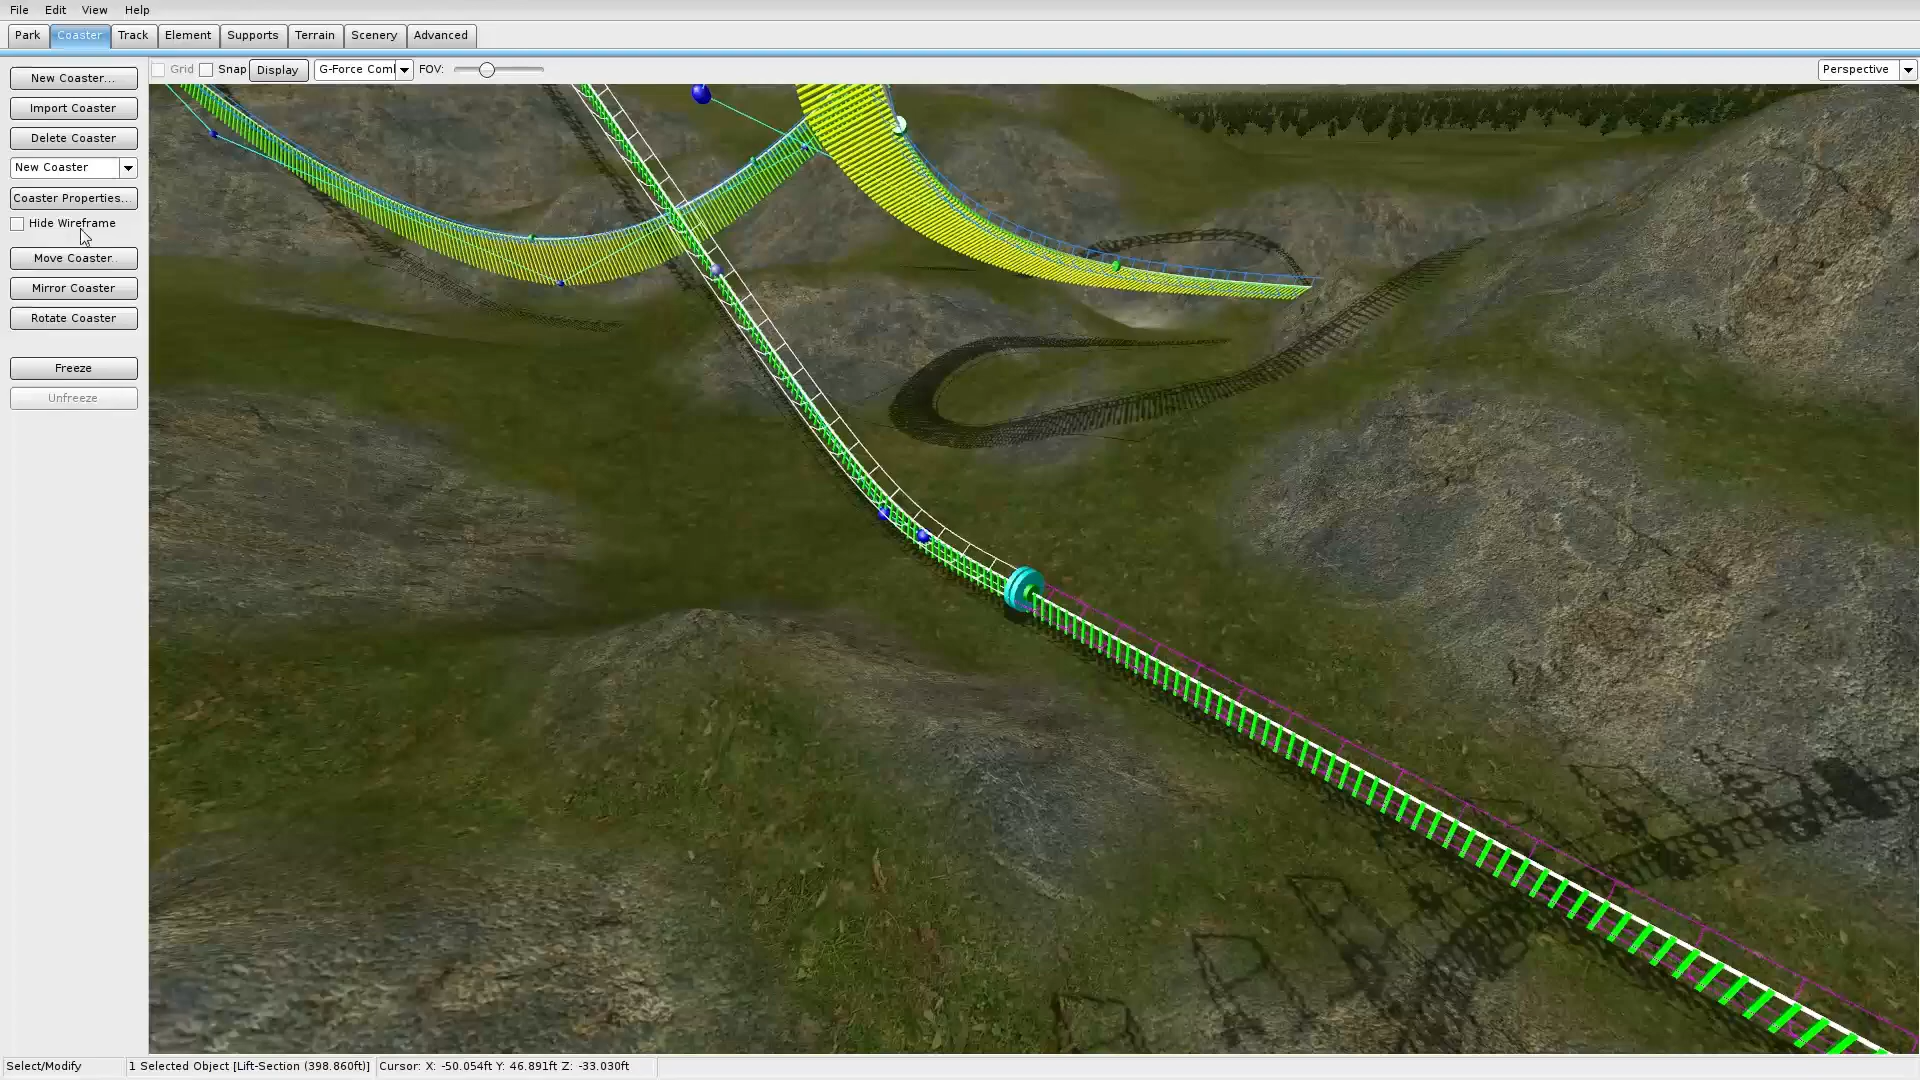 File Edit View Help
Park Coaster Track Element Supports Terrain Scenery Advanced
Grid Snap Display G-Force Coml FOV: Perspective
New Coaster...
Import Coaster
Delete Coaster
New Coaster
Coaster Properties...
Hide Wireframe
Move Coaster..
Mirror Coaster
Rotate Coaster
Freeze
Unfreeze
Select/Modify 1 Selected Object [Lift-Section (398.860ft)] Cursor: X: -50.054ft Y: 46.891ft Z: -33.030ft